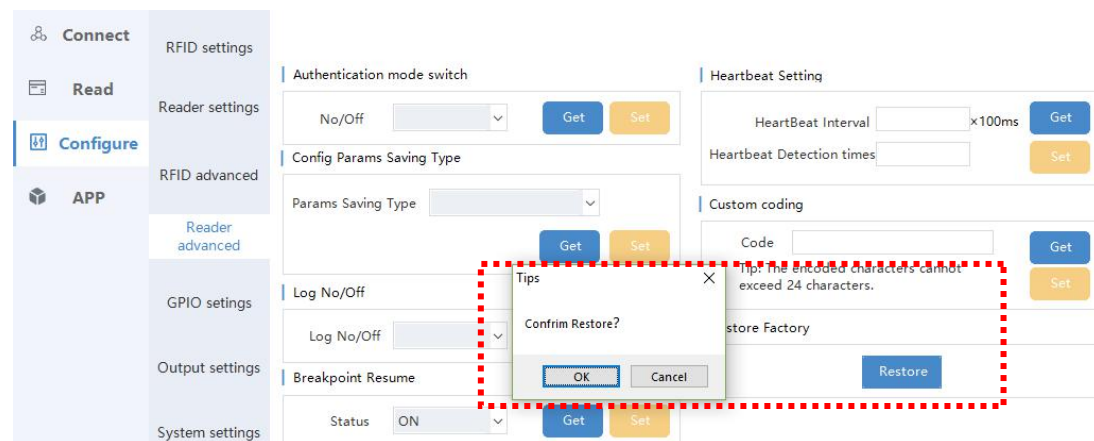 Connect
Read
Configure
APP
RFID settings
Reader settings
RFID advanced
Reader
advanced
GPIO setings
Output settings
System settings
Authentication mode switch
No/Off
Get
Set
Config Params Saving Type
Params Saving Type
Get
Set
Log No/Off
Log No/Off
Breakpoint Resume
Status
ON
Get
Set
Heartbeat Setting
HeartBeat Interval
×100ms
Get
Heartbeat Detection times
Set
Custom coding
Code
Get
Tip: The encoded characters cannot
exceed 24 characters.
Set
store Factory
Restore
Tips
Confrim Restore?
OK
Cancel